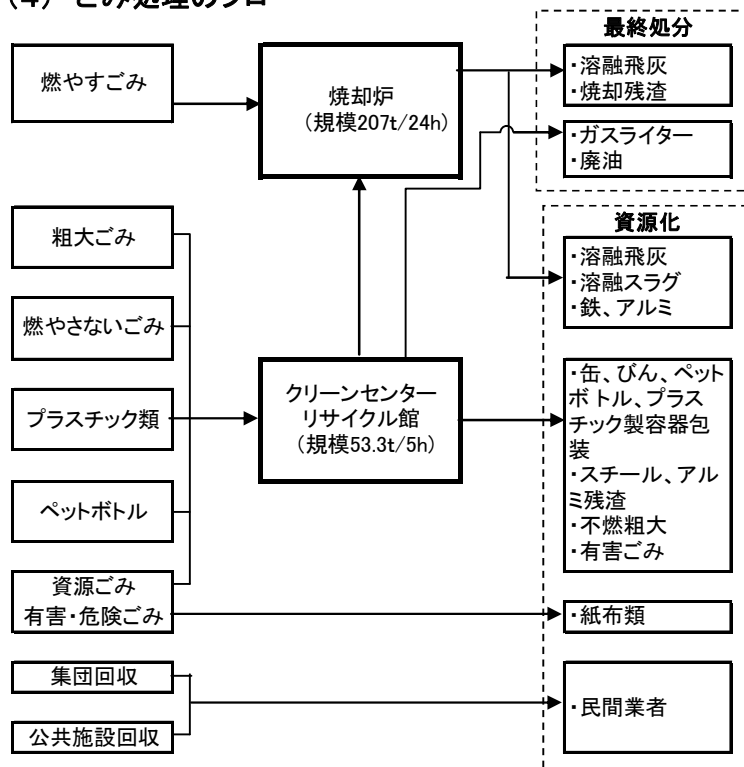 (4) ごみ処理のフロー
燃やすごみ
粗大ごみ
燃やさないごみ
プラスチック類
ペットボトル
資源ごみ
有害・危険ごみ
集団回収
公共施設回収
焼却炉
（規模207t/24h）
クリーンセンター
リサイクル館
（規模53.3t/5h）
最終処分
・溶融飛灰
・焼却残渣
・ガスライター
・廃油
資源化
・溶融飛灰
・溶融スラグ
・鉄、アルミ
・缶、びん、ペット
ボトル、プラス
チック製容器包
装
・スチール、アル
ミ残渣
・不燃粗大
・有害ごみ
・紙布類
・民間業者